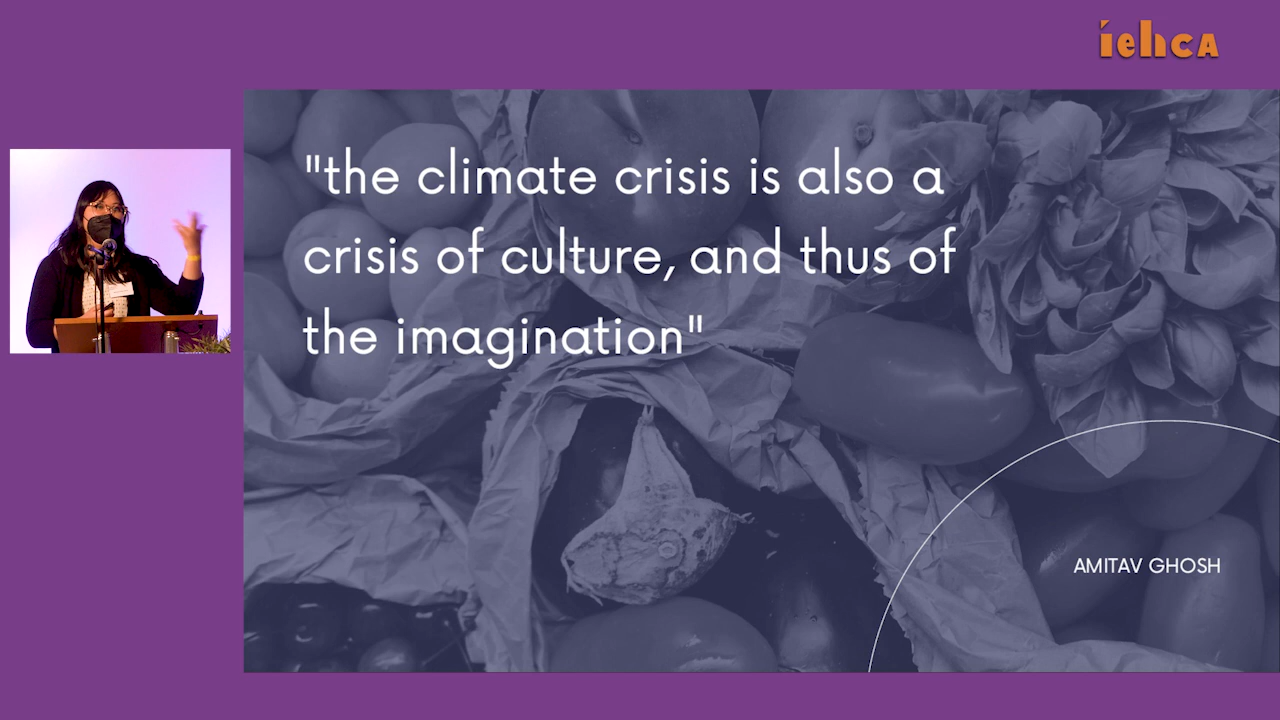 iehcA
"the climate crisis is also a
crisis of culture, and thus of
the imagination"
AMITAV GHOSH